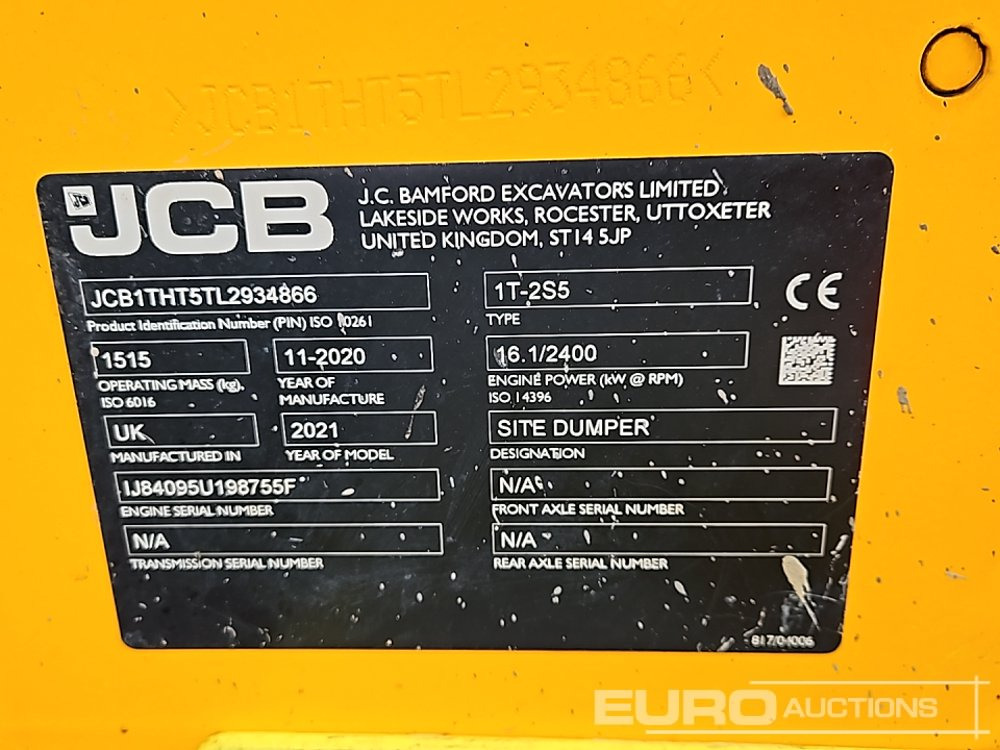 >JCB1THT5TL2934866<
JCB
J.C. BAMFORD EXCAVATORS LIMITED
LAKESIDE WORKS, ROCESTER, UTTOXETER
UNITED KINGDOM, ST14 5JP
JCB1THT5TL2934866
Product Identification Number (PIN) ISO 10261
1T-2S5
TYPE
CE
1515
OPERATING MASS (kg),
ISO 6016
11-2020
YEAR OF
MANUFACTURE
16.1/2400
ENGINE POWER (kW @ RPM)
ISO 14396
UK
MANUFACTURED IN
2021
YEAR OF MODEL
SITE DUMPER
DESIGNATION
IJ84095U198755F
ENGINE SERIAL NUMBER
N/A
FRONT AXLE SERIAL NUMBER
N/A
TRANSMISSION SERIAL NUMBER
N/A
REAR AXLE SERIAL NUMBER
817/04006
EURO AUCTIONS